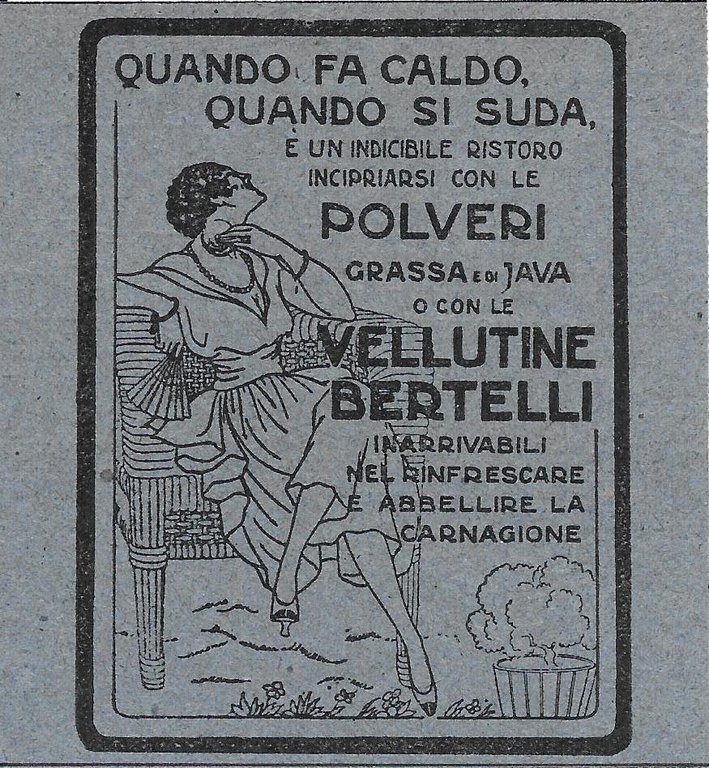 QUANDO FA CALDO,
QUANDO SI SUDA,
È UN INDICIBILE RISTORO
INCIPRIARSI CON LE
POLVERI
GRASSA E DI JAVA
O CON LE
VELLUTINE
BERTELLI
INARRIVABILI
NEL RINFRESCARE
E ABBELLIRE LA
CARNAGIONE